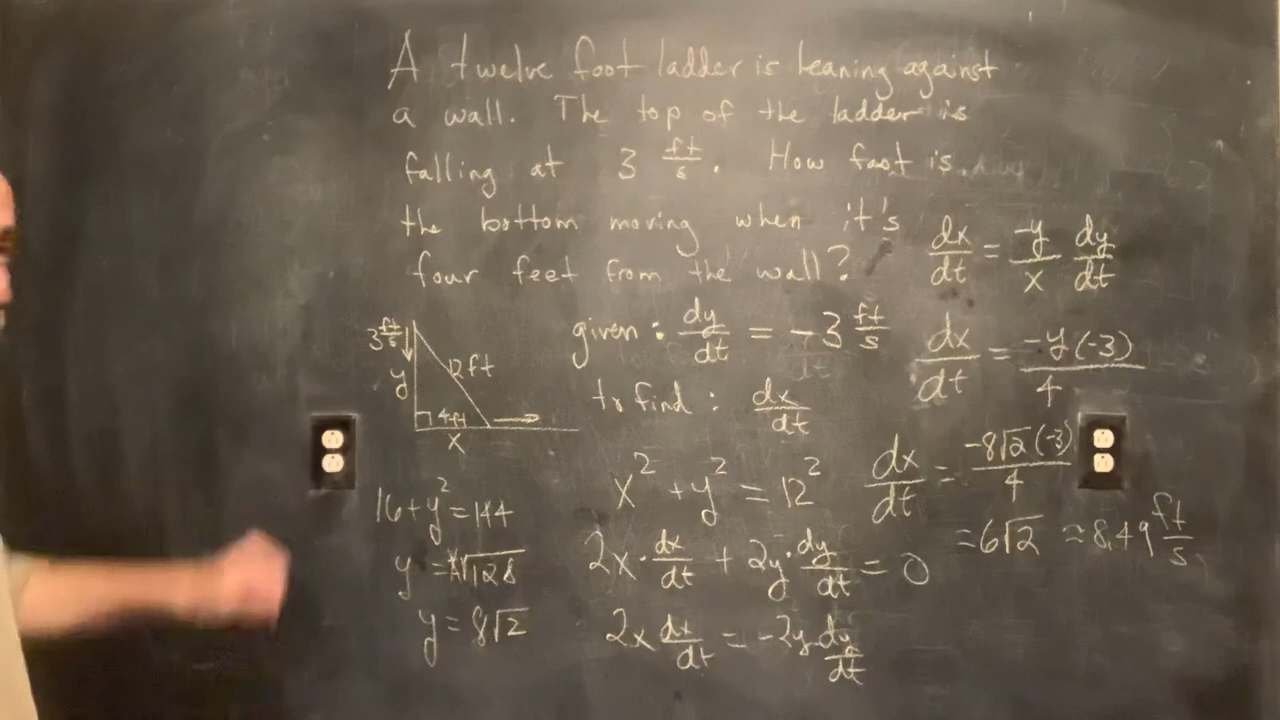 A twelve foot ladder is leaning against
a wall. The top of the ladder is
falling at 3 ft/s. How fast is
the bottom moving when it's
four feet from the wall?
3 ft/s
y
12 ft
4 ft
x
16 + y² = 144
y = √128
y = 8√2
given: dy/dt = -3 ft/s
to find: dx/dt
x² + y² = 12²
2x · dx/dt + 2y · dy/dt = 0
2x dx/dt = -2y dy/dt
dx/dt = -y/x dy/dt
dx/dt = -y(-3)/4
dx/dt = -8√2(-3)/4
= 6√2 ≈ 8.49 ft/s